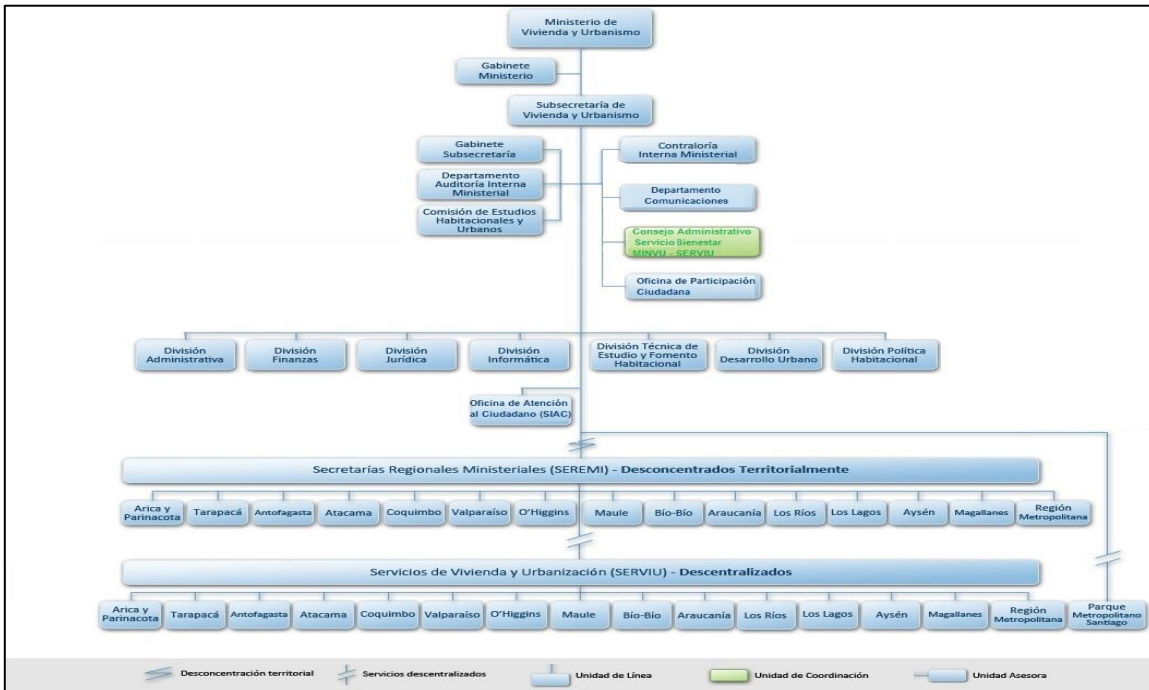 Ministerio de
Vivienda y Urbanismo
Gabinete
Ministerio
Subsecretaría de
Vivienda y Urbanismo
Gabinete
Subsecretaría
Contraloría
Interna Ministerial
Departamento
Auditoría Interna
Ministerial
Departamento
Comunicaciones
Comisión de Estudios
Habitacionales y
Urbanos
Consejo Administrativo
Servicio Bienestar
MINVU - SERVIU
Oficina de Participación
Ciudadana
División
Administrativa
División
Finanzas
División
Jurídica
División
Informática
División Técnica de
Estudio y Fomento
Habitacional
División
Desarrollo Urbano
División Política
Habitacional
Oficina de Atención
al Ciudadano (SIAC)
Secretarías Regionales Ministeriales (SEREMI) - Desconcentrados Territorialmente
Arica y
Parinacota
Tarapacá
Antofagasta
Atacama
Coquimbo
Valparaíso
O'Higgins
Maule
Bío-Bío
Araucanía
Los Ríos
Los Lagos
Aysén
Magallanes
Región
Metropolitana
Servicios de Vivienda y Urbanización (SERVIU) - Descentralizados
Arica y
Parinacota
Tarapacá
Antofagasta
Atacama
Coquimbo
Valparaíso
O'Higgins
Maule
Bío-Bío
Araucanía
Los Ríos
Los Lagos
Aysén
Magallanes
Región
Metropolitana
Parque
Metropolitano
Santiago
Desconcentración territorial
Servicios descentralizados
Unidad de Línea
Unidad de Coordinación
Unidad Asesora